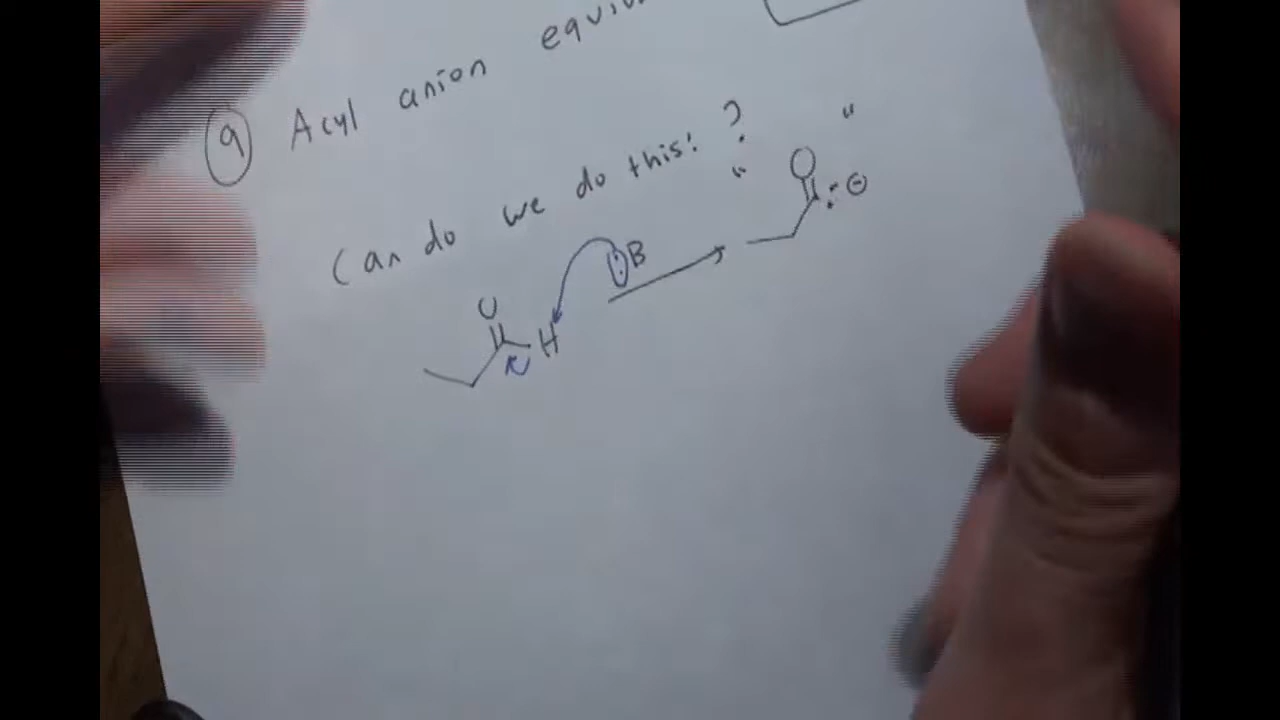 9 Acyl anion
Can do we do this: ?
" O "
:⊖
:B
O
H